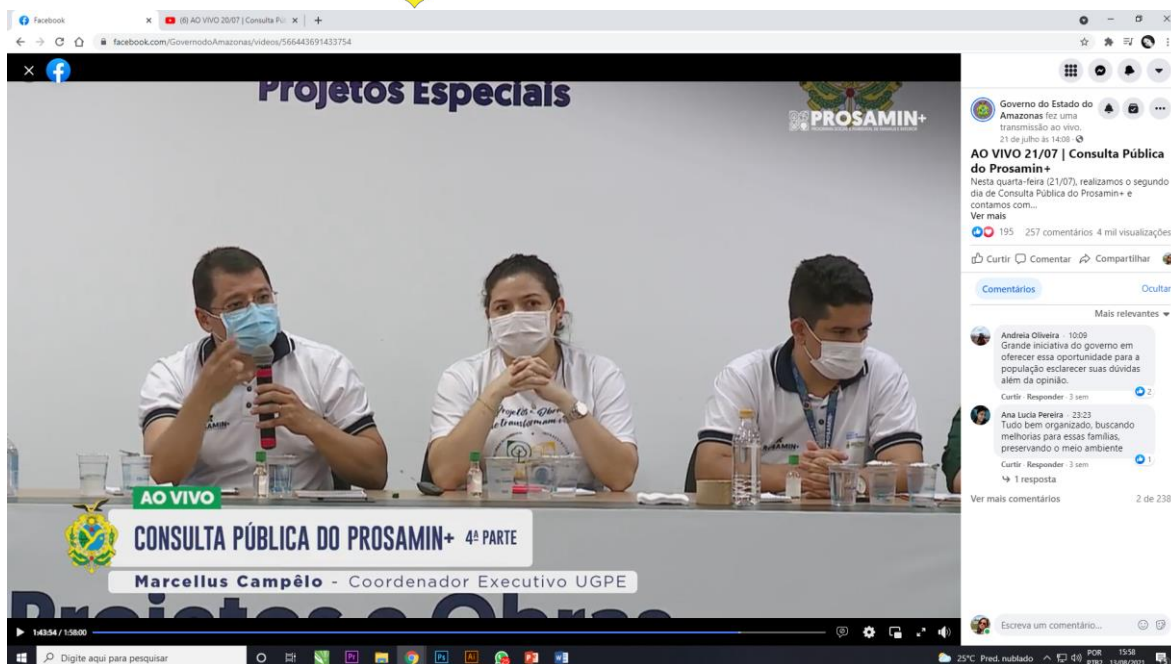 Facebook
(6) AO VIVO 20/07 | Consulta Púb
facebook.com/GovernodoAmazonas/videos/566443691433754
Projetos Especiais
PROSAMIN+
AO VIVO
CONSULTA PÚBLICA DO PROSAMIN+ 4ª PARTE
Marcellus Campêlo - Coordenador Executivo UGPE
Projetos e Obras
1:43:54 / 1:58:00
Governo do Estado do
Amazonas fez uma
transmissão ao vivo.
21 de julho às 14:08
AO VIVO 21/07 | Consulta Pública
do Prosamin+
Nesta quarta-feira (21/07), realizamos o segundo
dia de Consulta Pública do Prosamin+ e
contamos com...
Ver mais
195 257 comentários 4 mil visualizações
Curtir Comentar Compartilhar
Comentários Ocultar
Mais relevantes
Andreia Oliveira · 10:09
Grande iniciativa do governo em
oferecer essa oportunidade para a
população esclarecer suas dúvidas
além da opinião.
2
Curtir · Responder · 3 sem
Ana Lucia Pereira · 23:23
Tudo bem organizado, buscando
melhorias para essas famílias,
preservando o meio ambiente
1
Curtir · Responder · 3 sem
1 resposta
Ver mais comentários 2 de 238
Escreva um comentário...
Digite aqui para pesquisar
25°C Pred. nublado
POR
PTB2
15:58
13/08/2021